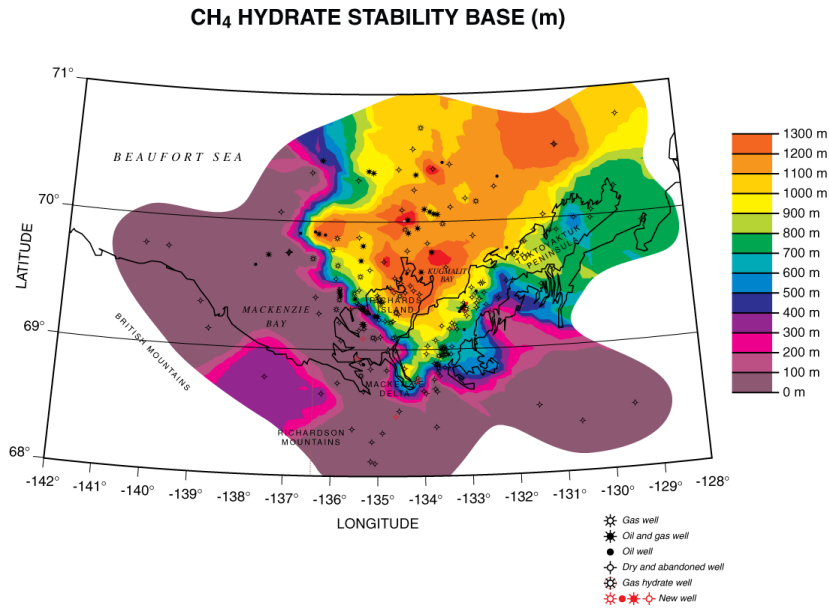 CH4 HYDRATE STABILITY BASE (m)
71°
BEAUFORT SEA
70°
LATITUDE
TUKTOYAKTUK
PENINSULA
KUGMALIT
BAY
RICHARDS
ISLAND
MACKENZIE
BAY
69°
BRITISH MOUNTAINS
MACKENZIE
DELTA
RICHARDSON
MOUNTAINS
68°
-142°
-141°
-140°
-139°
-138°
-137°
-136°
-135°
-134°
-133°
-132°
-131°
-130°
-129°
-128°
LONGITUDE
1300 m
1200 m
1100 m
1000 m
900 m
800 m
700 m
600 m
500 m
400 m
300 m
200 m
100 m
0 m
Gas well
Oil and gas well
Oil well
Dry and abandoned well
Gas hydrate well
New well